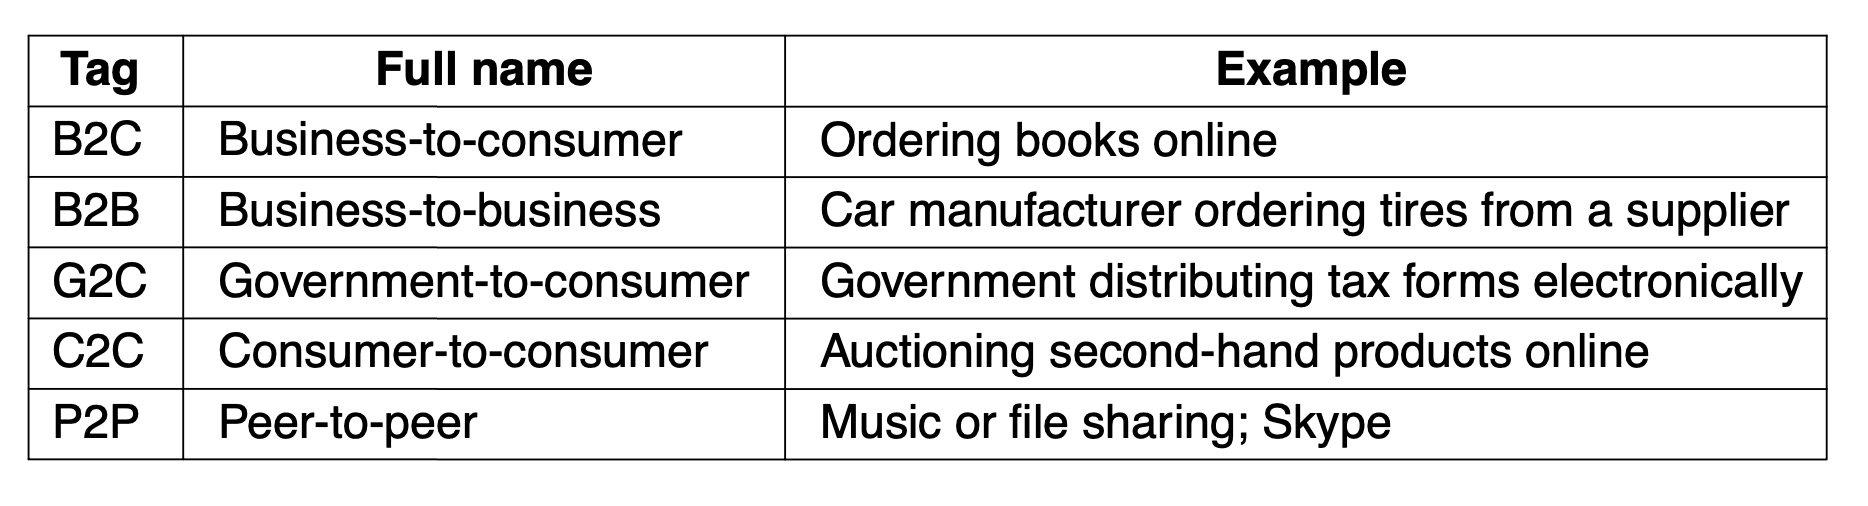 Tag Full name Example
B2C Business-to-consumer Ordering books online
B2B Business-to-business Car manufacturer ordering tires from a supplier
G2C Government-to-consumer Government distributing tax forms electronically
C2C Consumer-to-consumer Auctioning second-hand products online
P2P Peer-to-peer Music or file sharing; Skype